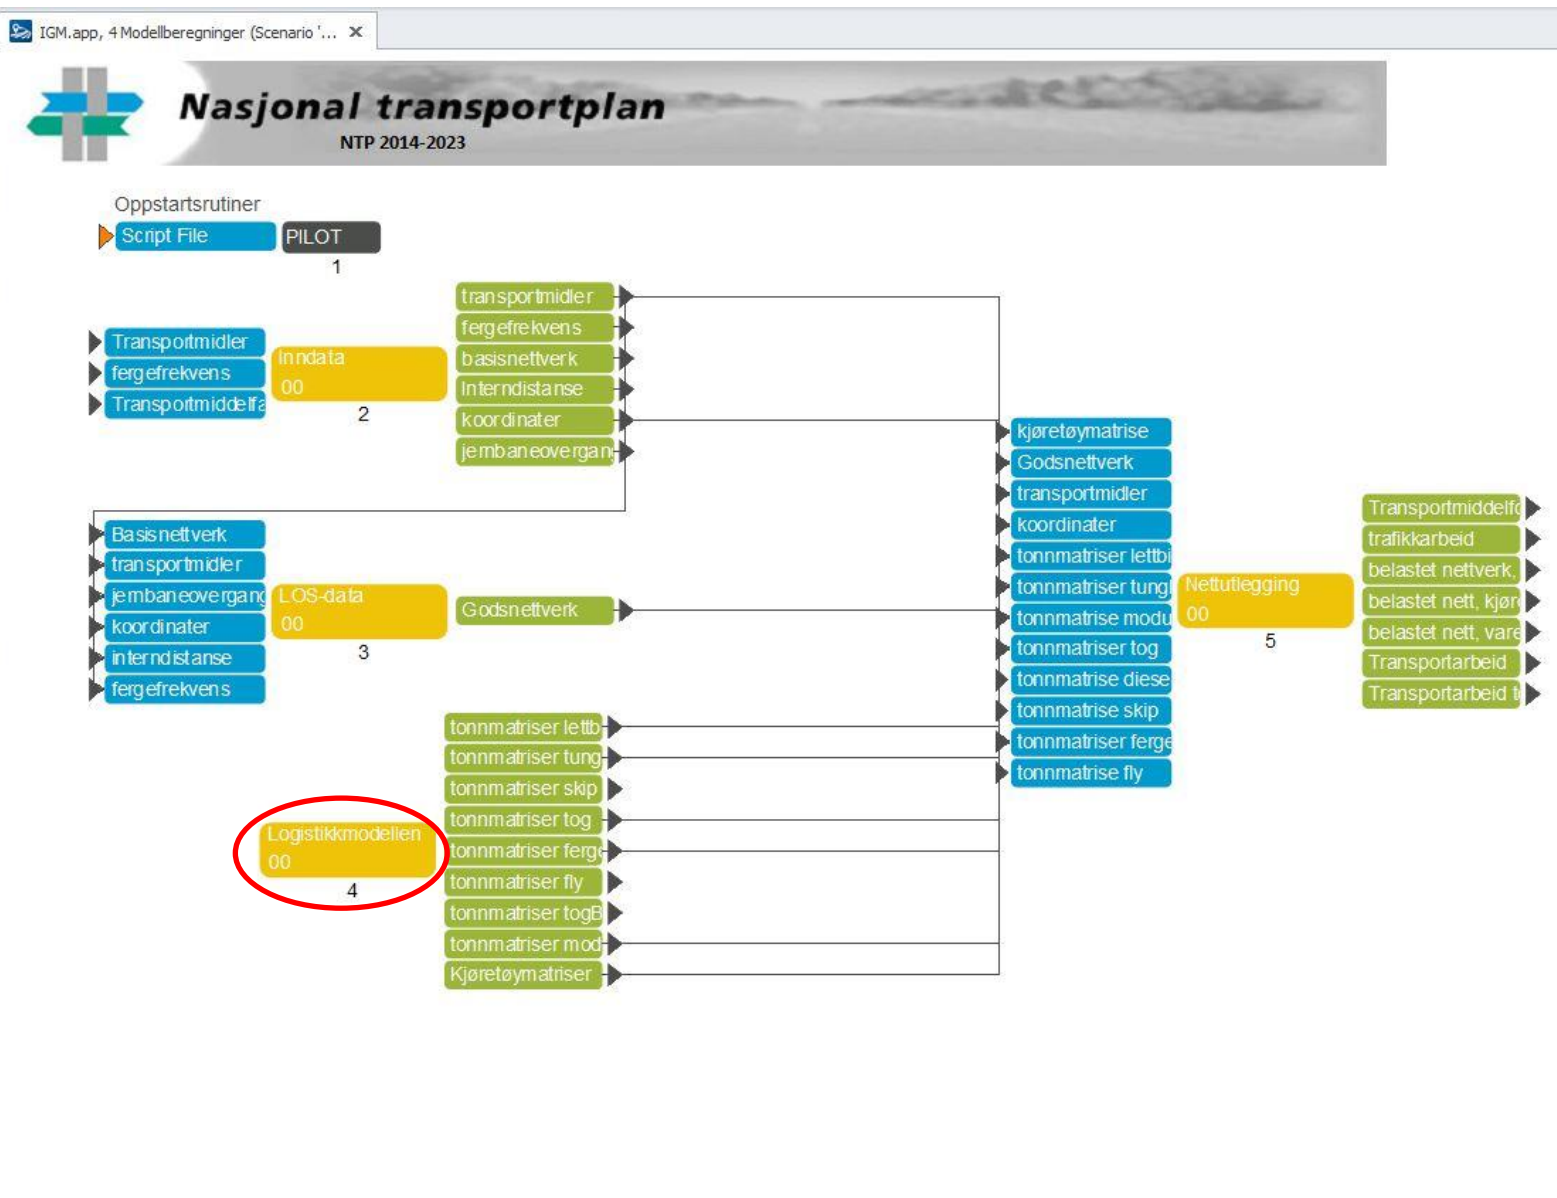 IGM.app, 4 Modellberegninger (Scenario '...
Nasjonal transportplan
NTP 2014-2023
Oppstartsrutiner
Script File
PILOT
1
Transportmidler
fergefrekvens
Transportmiddelfa
Inndata
00
2
transportmidler
fergefrekvens
basisnettverk
Interndistanse
koordinater
jernbaneovergang
Basisnettverk
transportmidler
jernbaneovergang
koordinater
interndistanse
fergefrekvens
LOS-data
00
3
Godsnettverk
Logistikkmodellen
00
4
tonnmatriser lettb
tonnmatriser tung
tonnmatriser skip
tonnmatriser tog
tonnmatriser ferge
tonnmatriser fly
tonnmatriser togB
tonnmatriser mod
Kjøretøymatriser
kjøretøymatrise
Godsnettverk
transportmidler
koordinater
tonnmatriser lettbi
tonnmatriser tungl
tonnmatrise modu
tonnmatriser tog
tonnmatrise diese
tonnmatrise skip
tonnmatriser ferge
tonnmatrise fly
Nettutlegging
00
5
Transportmiddelfo
trafikkarbeid
belastet nettverk,
belastet nett, kjøre
belastet nett, vare
Transportarbeid
Transportarbeid t